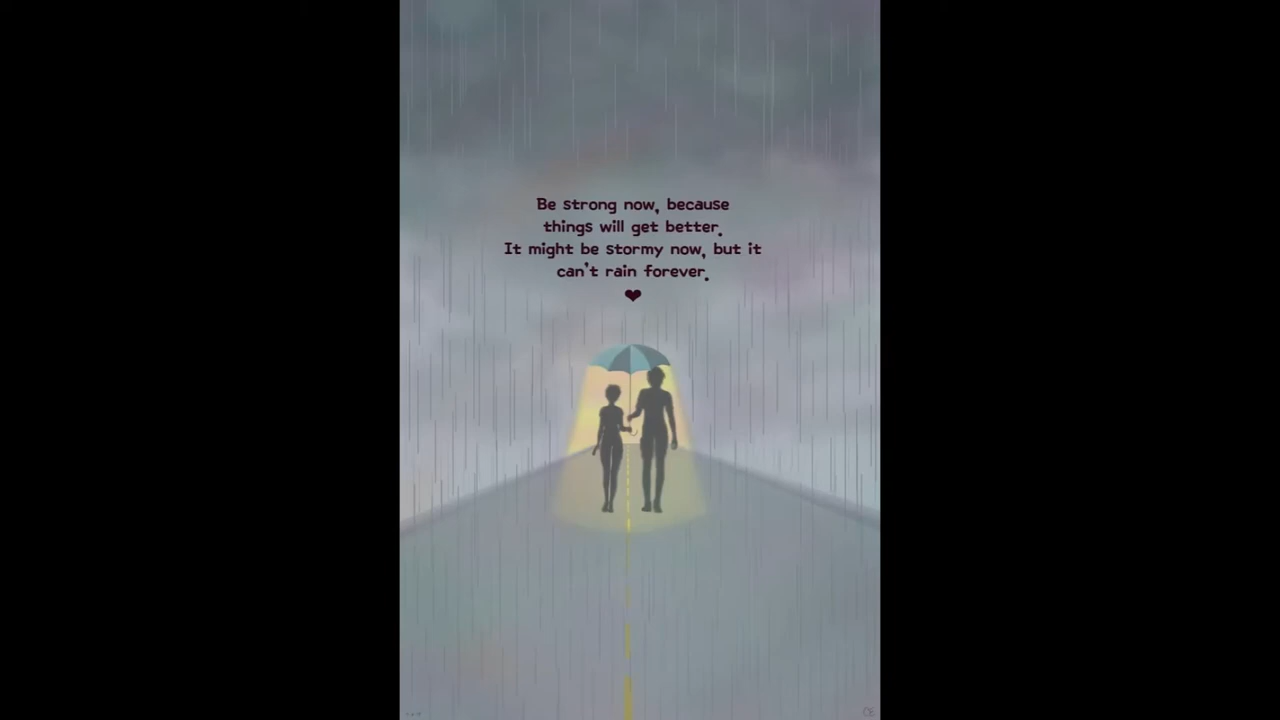 Be strong now, because
things will get better.
It might be stormy now, but it
can't rain forever.
❤